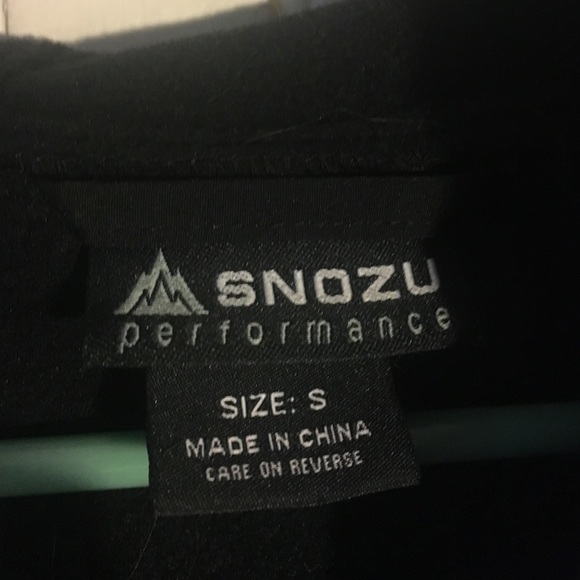 SNOZU
performance
SIZE: S
MADE IN CHINA
CARE ON REVERSE